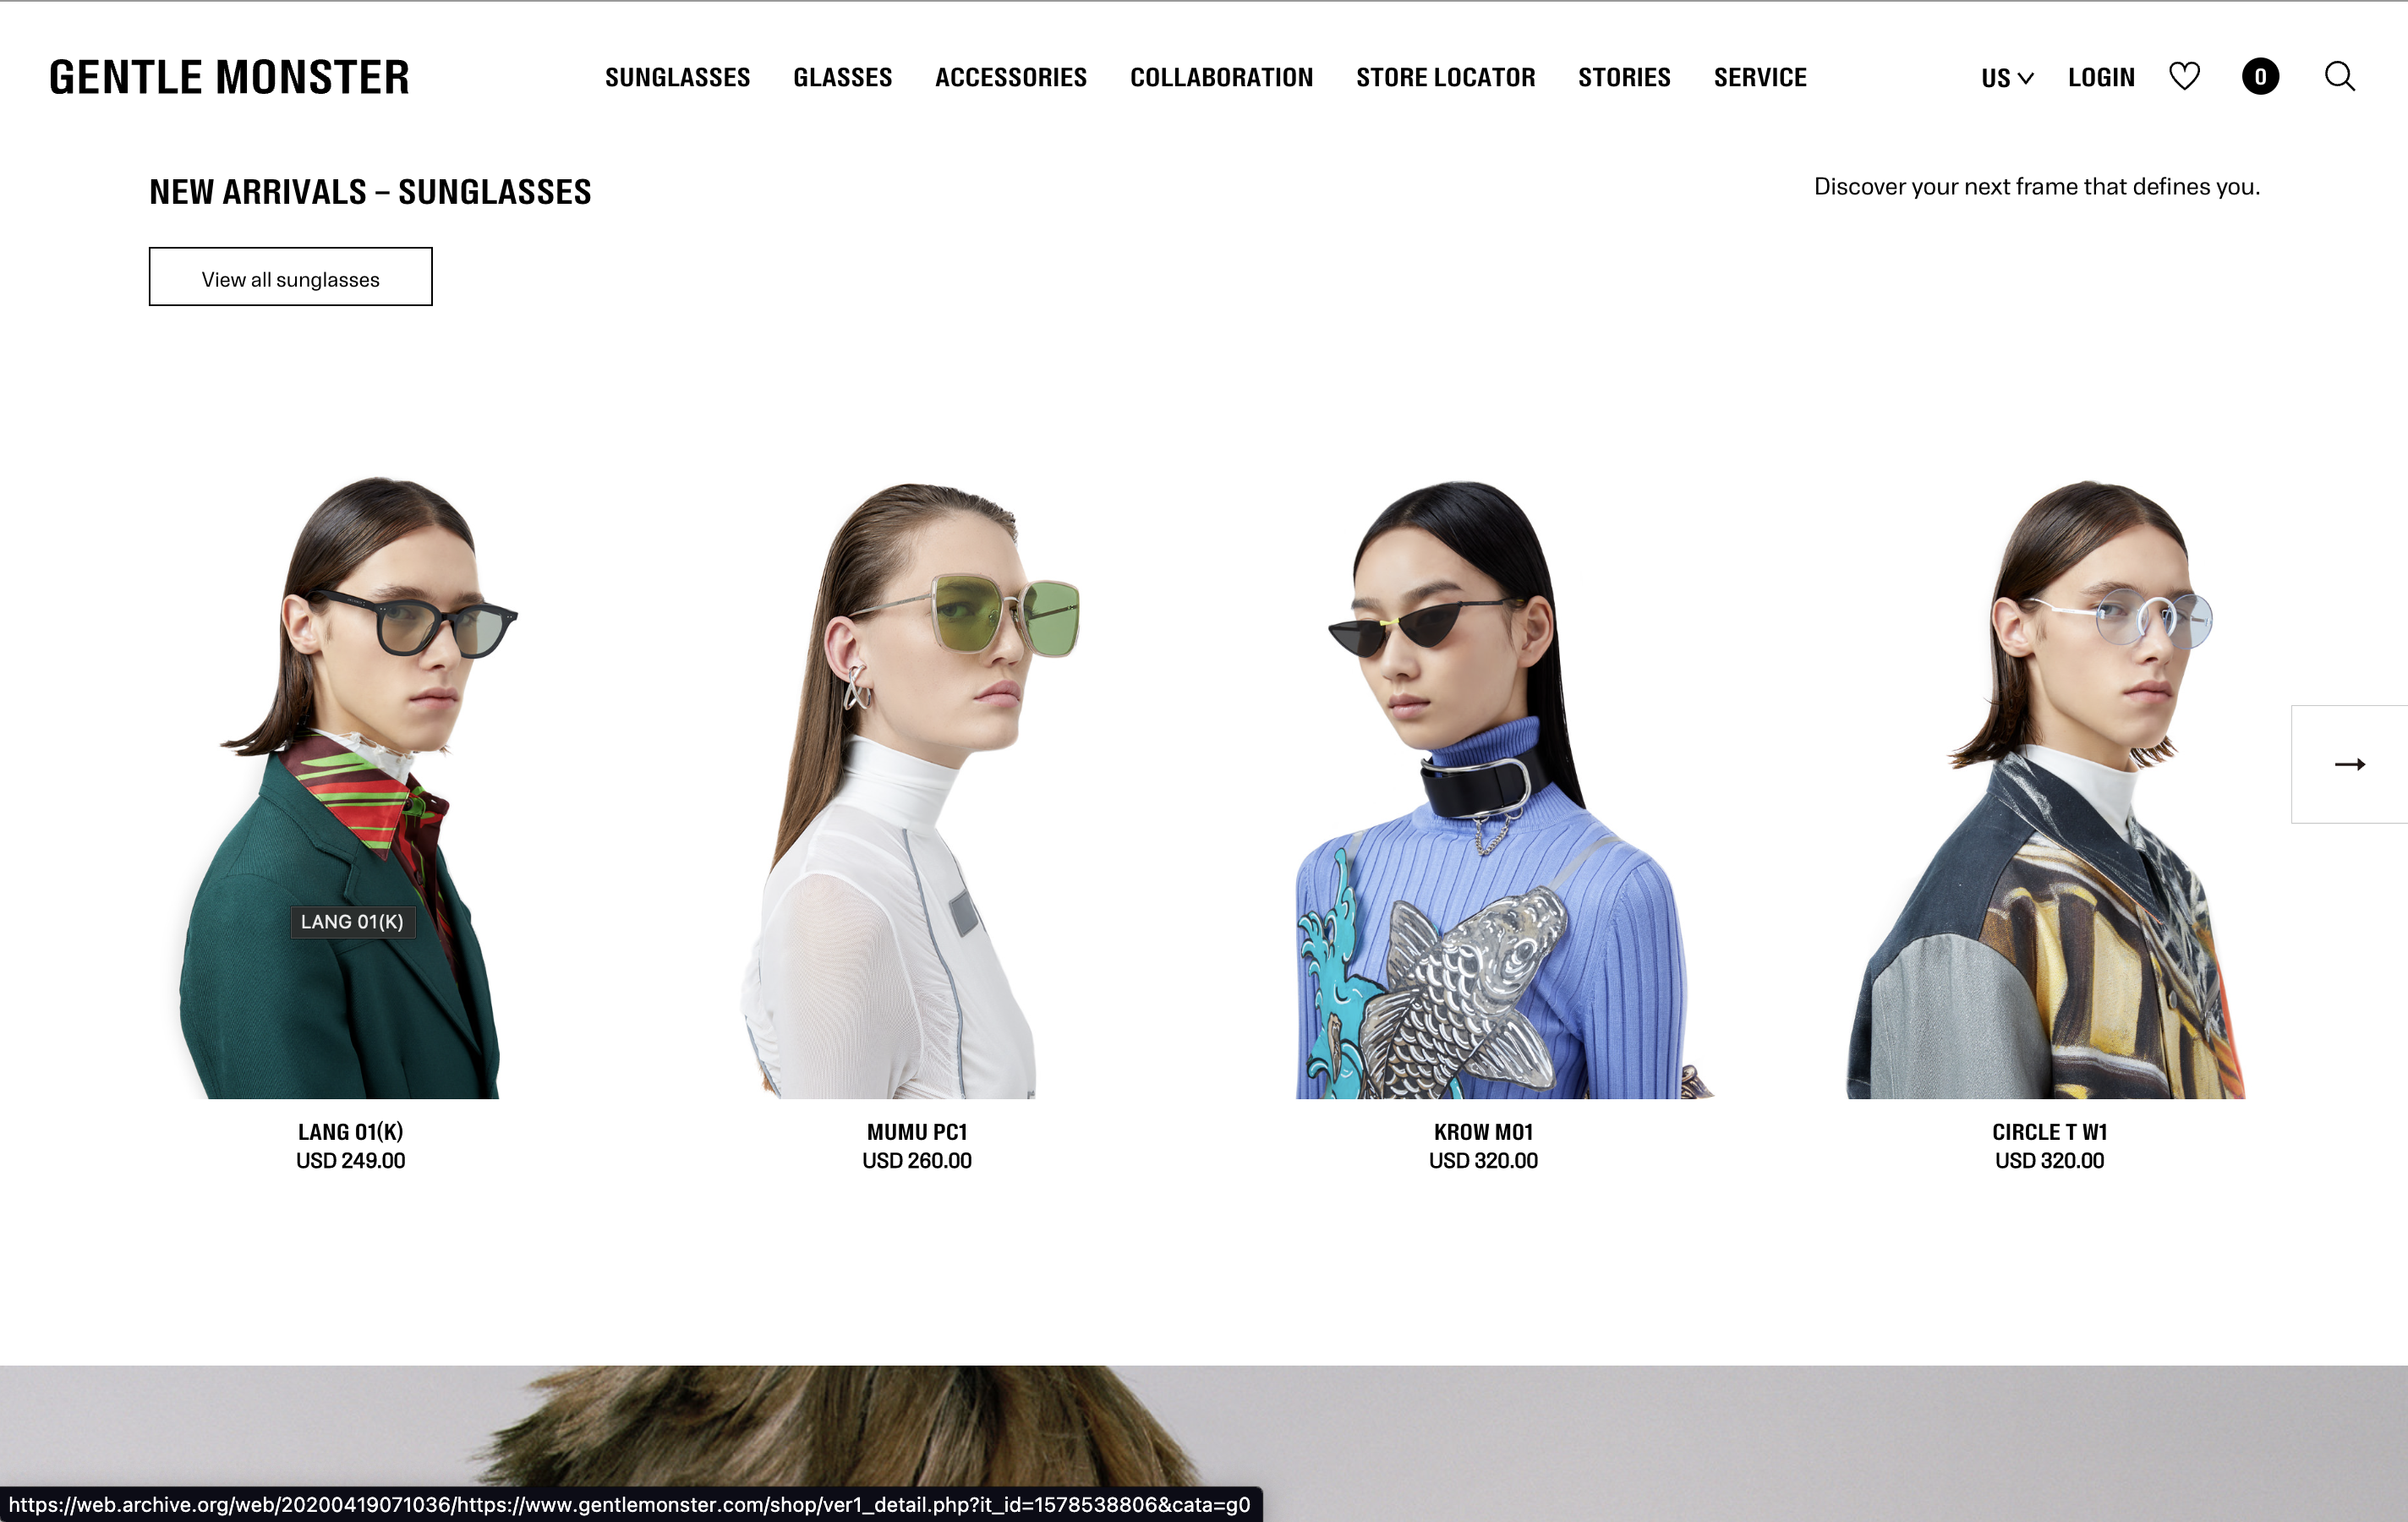 GENTLE MONSTER
SUNGLASSES GLASSES ACCESSORIES COLLABORATION STORE LOCATOR STORIES SERVICE
US LOGIN 0
NEW ARRIVALS – SUNGLASSES
Discover your next frame that defines you.
View all sunglasses
LANG 01(K)
LANG 01(K)
USD 249.00
MUMU PC1
USD 260.00
KROW M01
USD 320.00
CIRCLE T W1
USD 320.00
https://web.archive.org/web/20200419071036/https://www.gentlemonster.com/shop/ver1_detail.php?it_id=1578538806&cata=g0